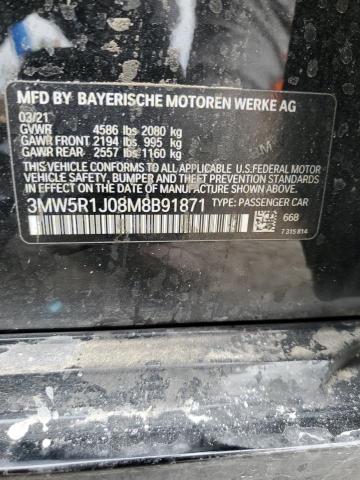 MFD BY BAYERISCHE MOTOREN WERKE AG
03/21
GVWR 4586 lbs 2080 kg
GAWR FRONT 2194 lbs 995 kg
GAWR REAR 2557 lbs 1160 kg
THIS VEHICLE CONFORMS TO ALL APPLICABLE U.S. FEDERAL MOTOR
VEHICLE SAFETY, BUMPER, AND THEFT PREVENTION STANDARDS IN
EFFECT ON THE DATE OF MANUFACTURE SHOWN ABOVE.
3MW5R1J08M8B91871 TYPE: PASSENGER CAR
668
7 315 814